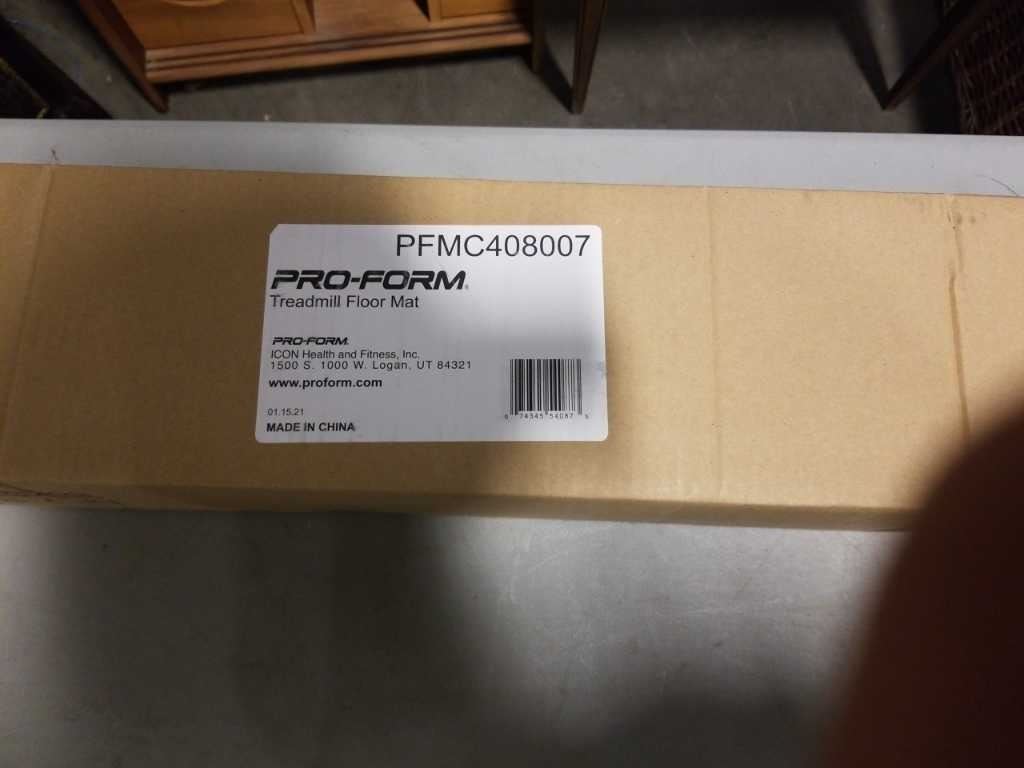 PFMC408007
PRO-FORM®
Treadmill Floor Mat
PRO-FORM.
ICON Health and Fitness, Inc.
1500 S. 1000 W. Logan, UT 84321
www.proform.com
01.15.21
MADE IN CHINA